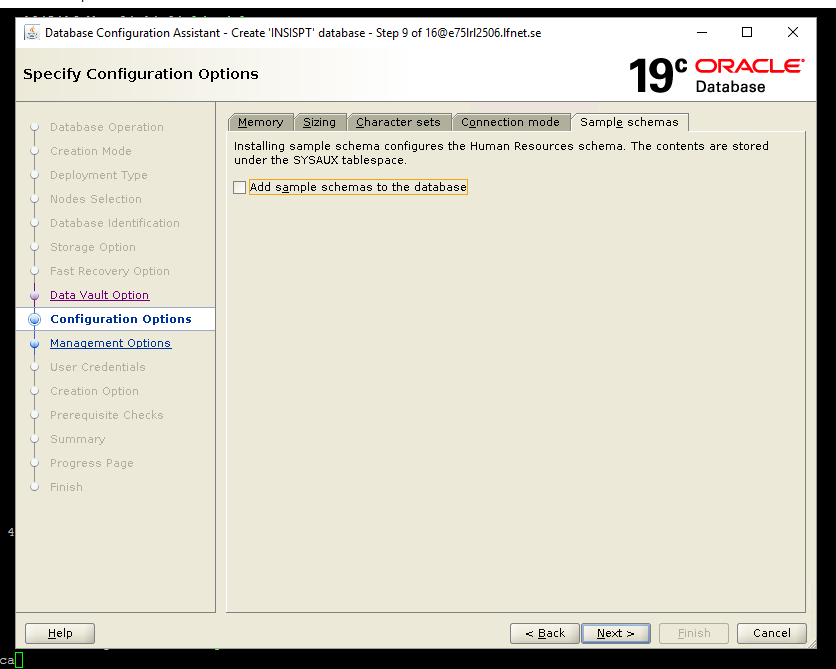 Database Configuration Assistant - Create 'INSISPT' database - Step 9 of 16@e75lrl2506.lfnet.se
Specify Configuration Options
19c ORACLE
Database
Database Operation
Creation Mode
Deployment Type
Nodes Selection
Database Identification
Storage Option
Fast Recovery Option
Data Vault Option
Configuration Options
Management Options
User Credentials
Creation Option
Prerequisite Checks
Summary
Progress Page
Finish
Memory Sizing Character sets Connection mode Sample schemas
Installing sample schema configures the Human Resources schema. The contents are stored
under the SYSAUX tablespace.
Add sample schemas to the database
4
Help < Back Next > Finish Cancel
ca